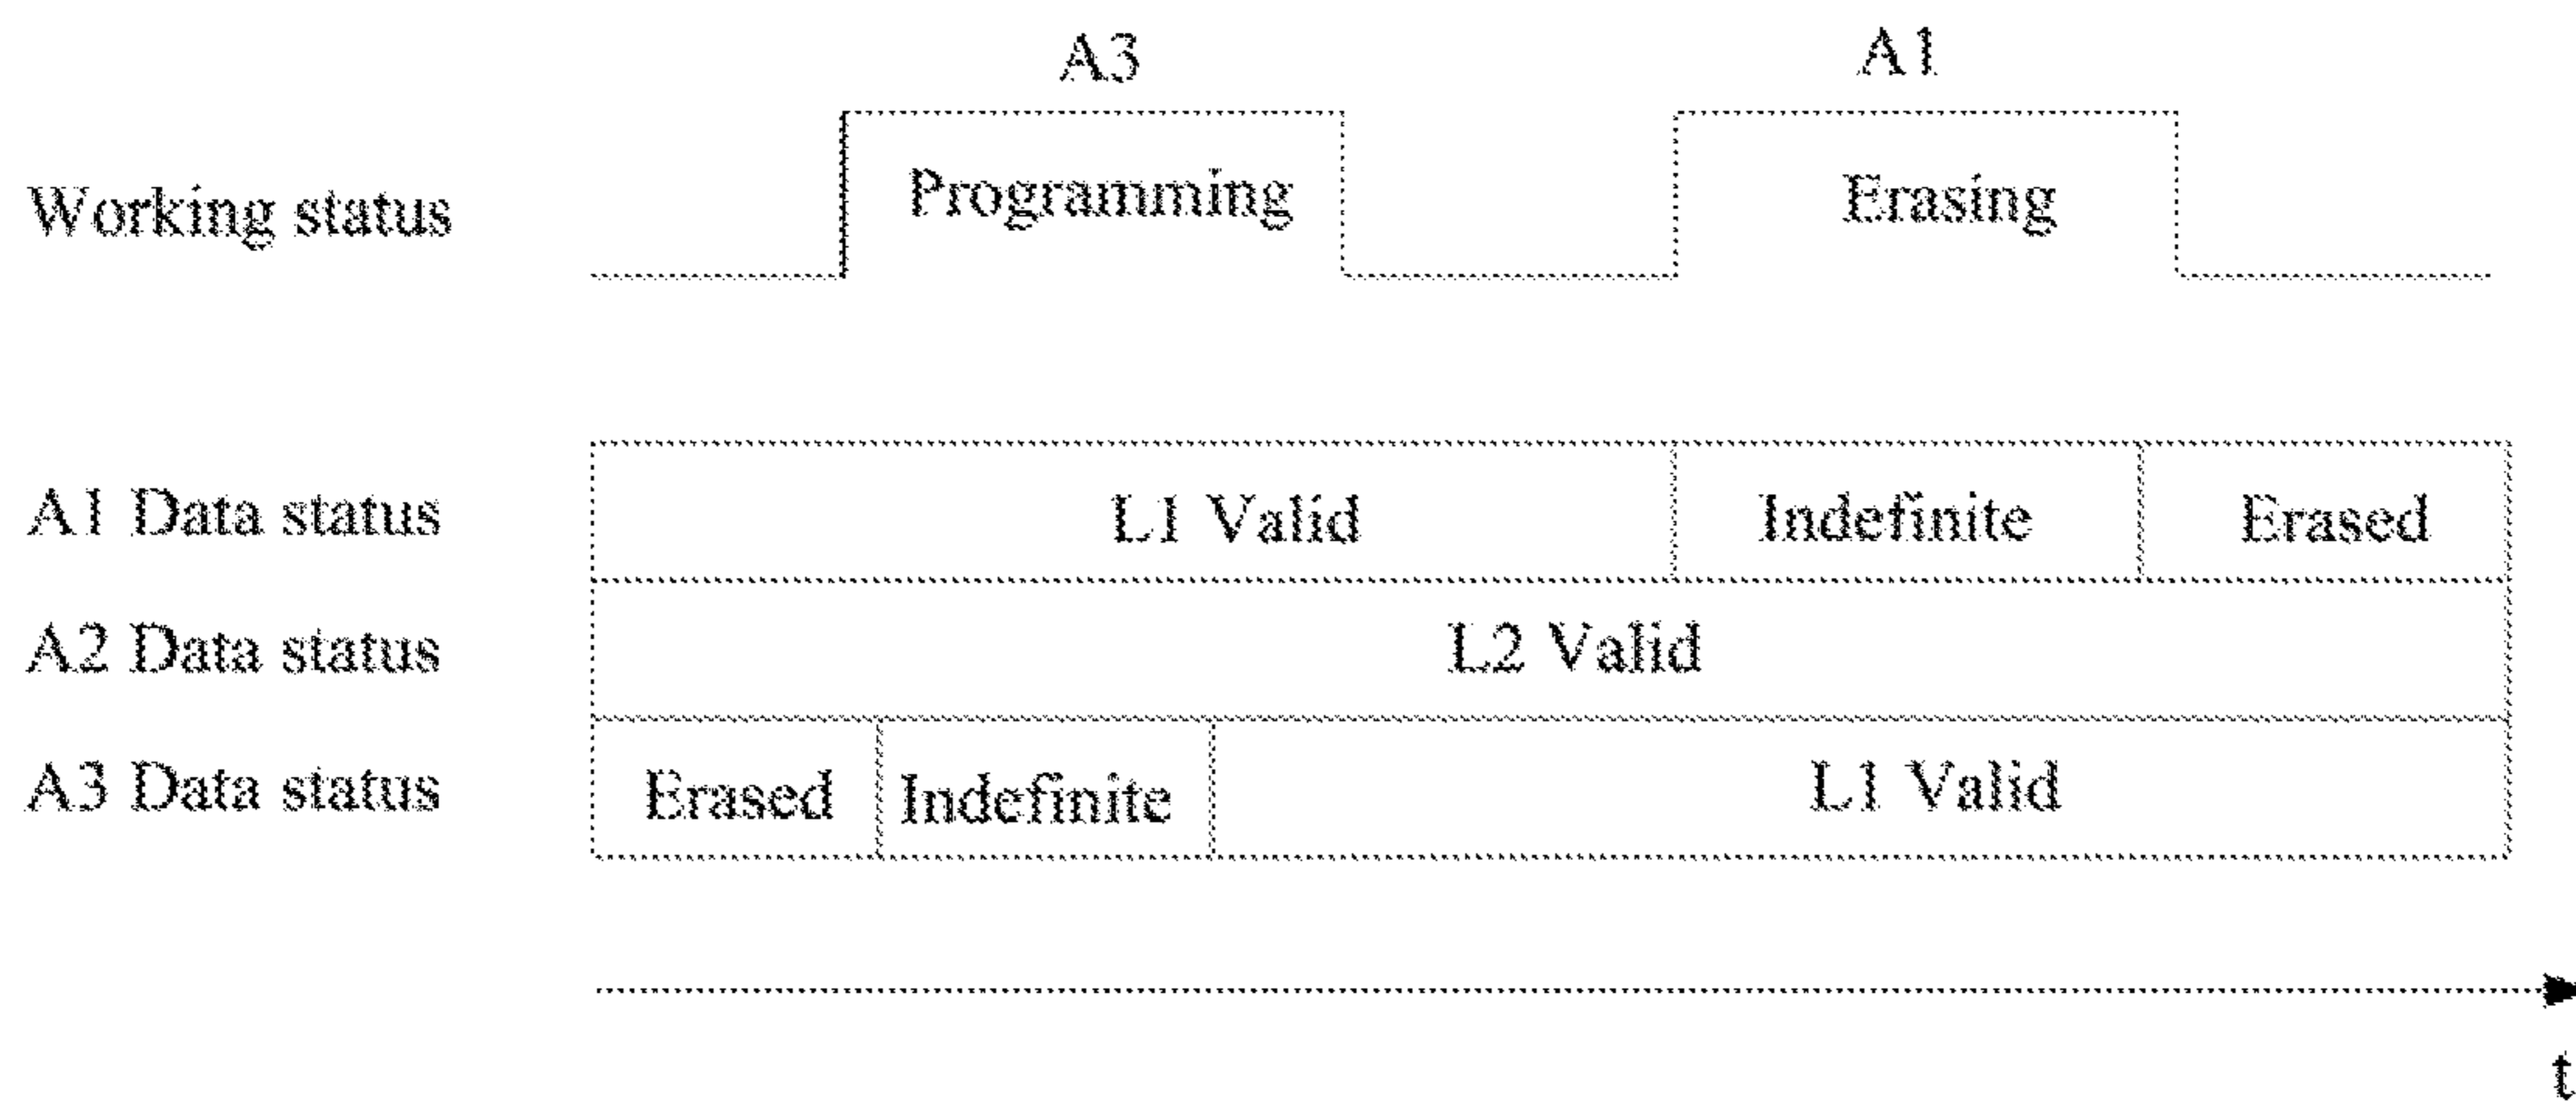 A3 A1
Working status Programming Erasing
A1 Data status L1 Valid Indefinite Erased
A2 Data status L2 Valid
A3 Data status Erased Indefinite L1 Valid
t